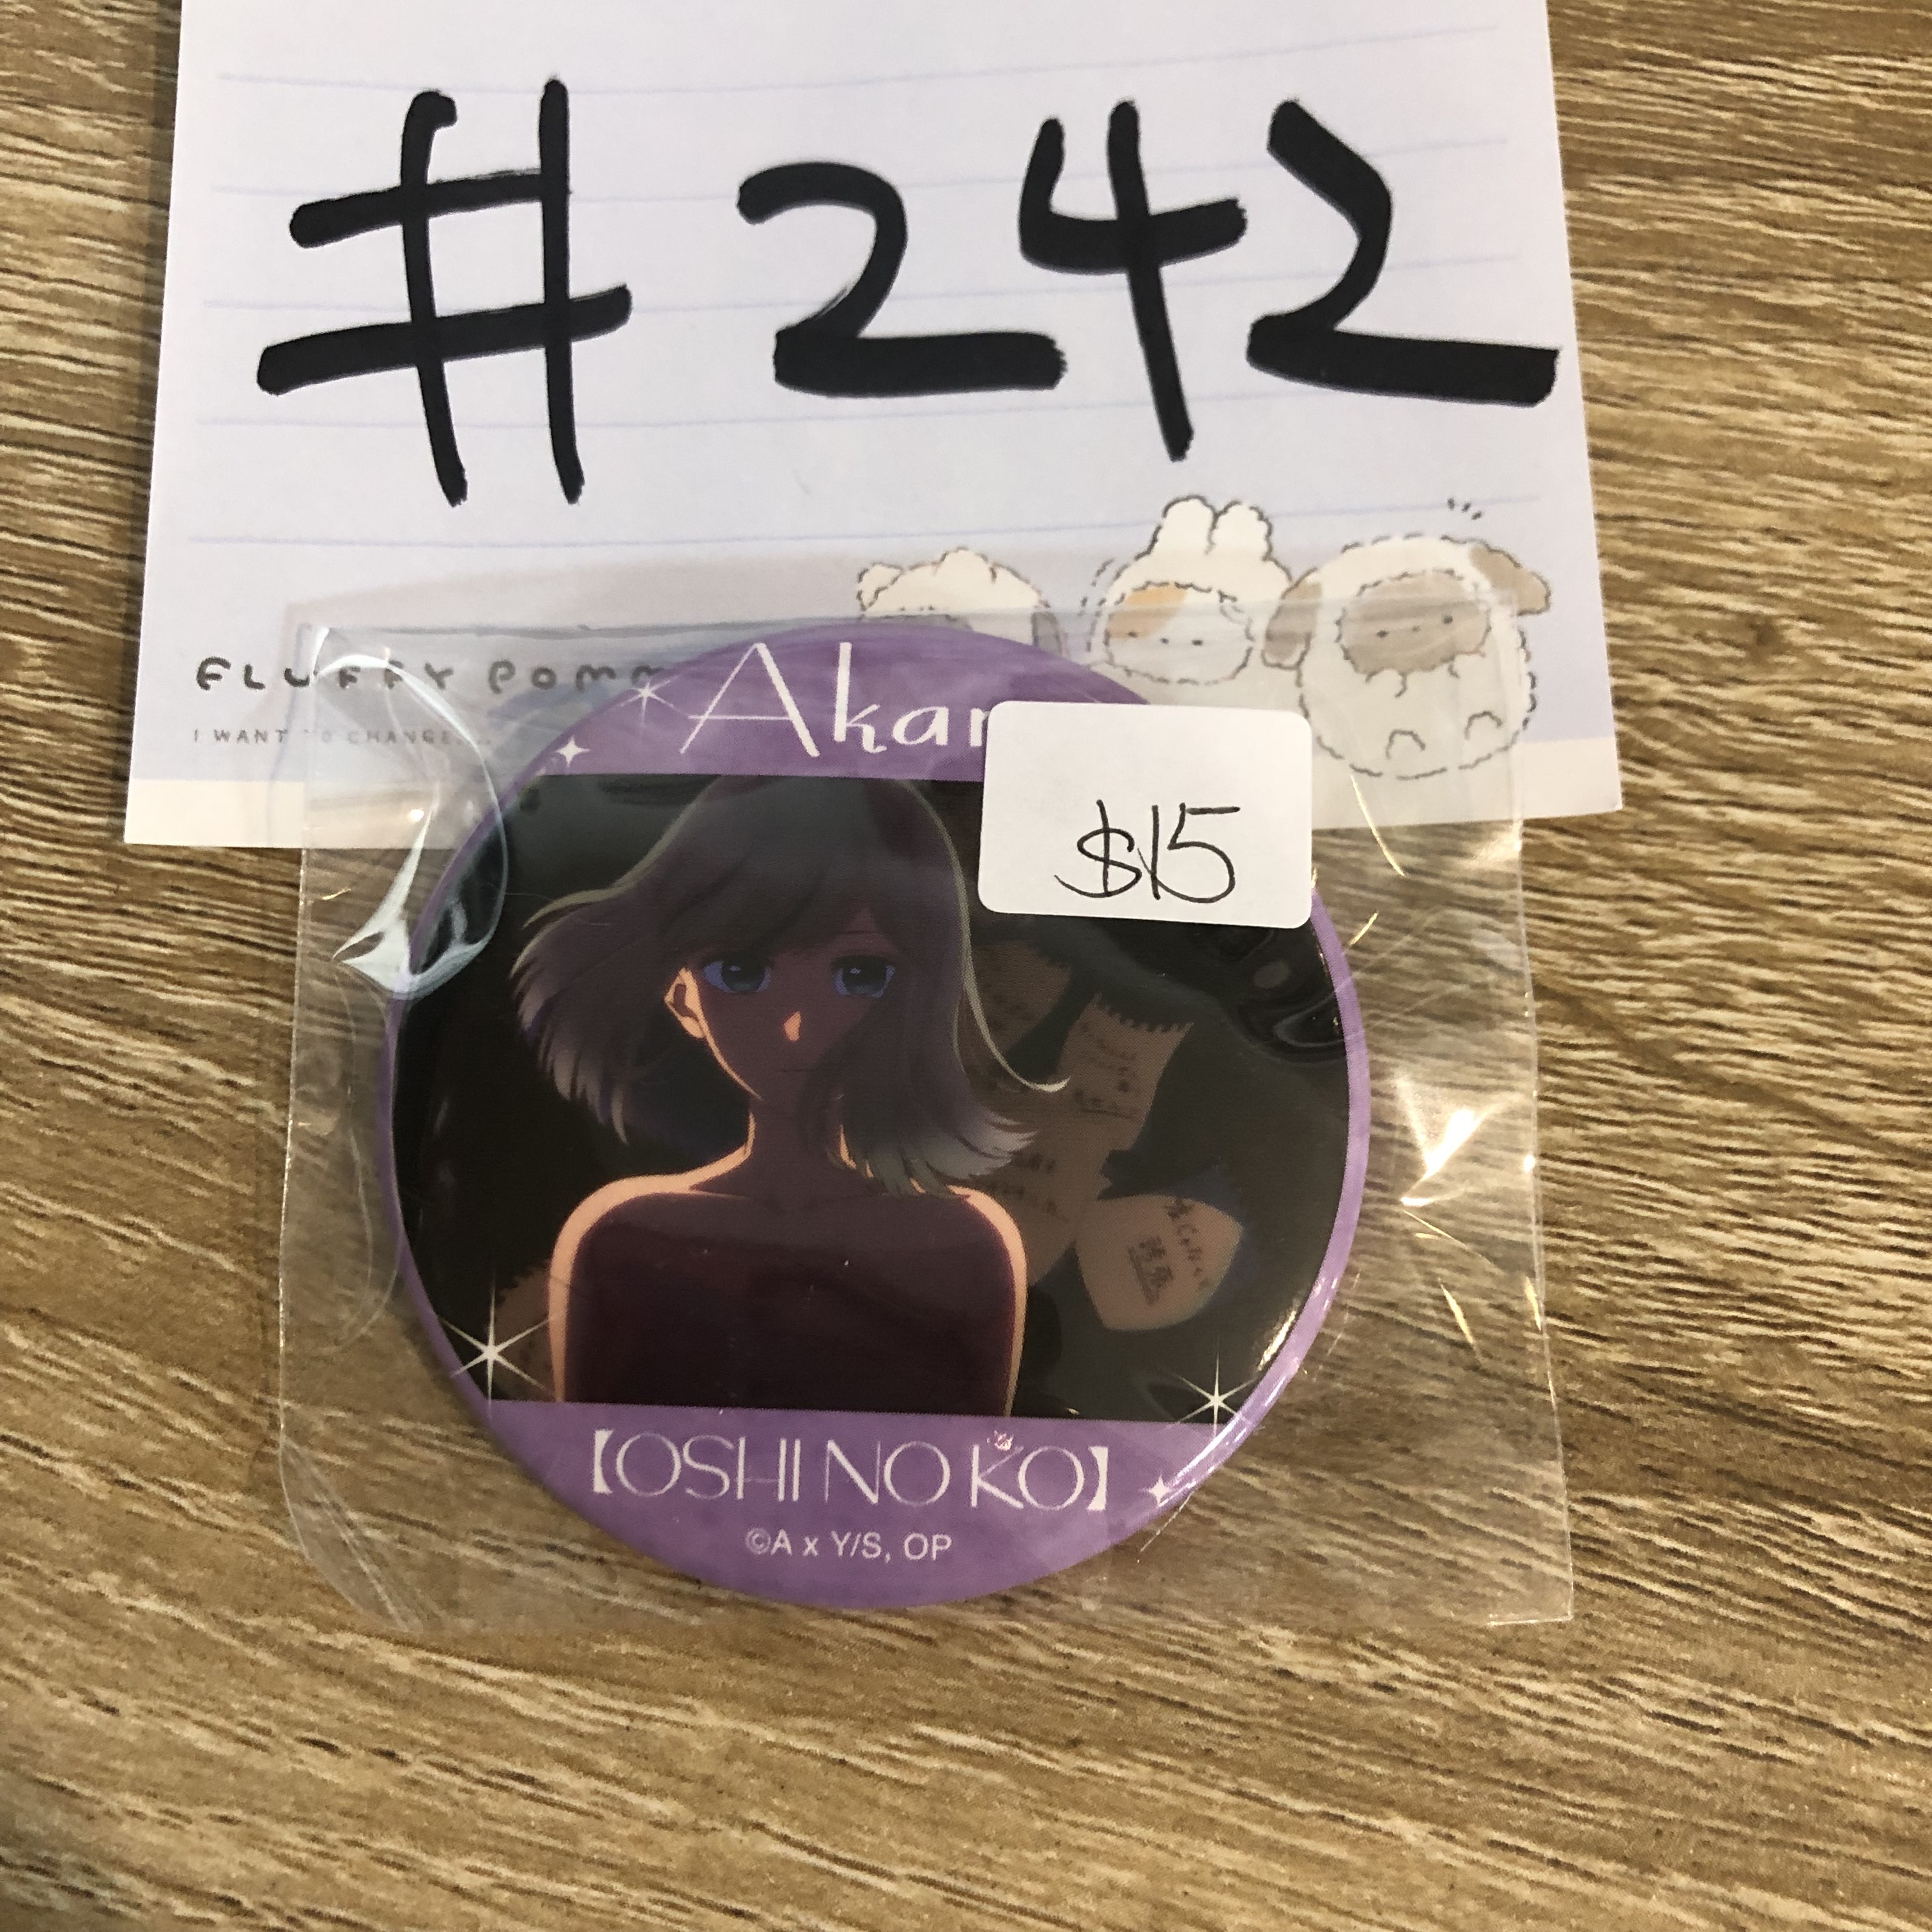 #242
FLUFFY POM
I WANT TO CHANGE...
Akan
$15
【OSHI NO KO】
©A x Y/S, OP